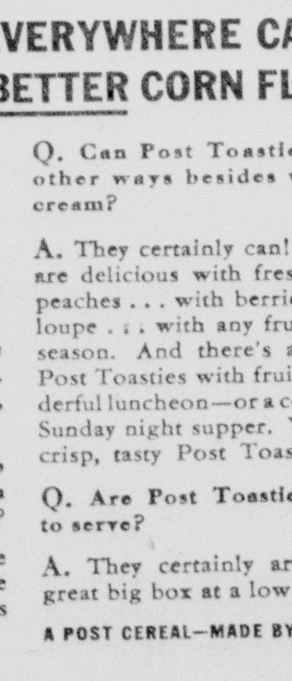 VERYWHERE CA
BETTER CORN FL
Q. Can Post Toastie
other ways besides
cream?
A. They certainly can!
are delicious with fres
peaches . . . with berri
loupe . . . with any fru
season. And there's a
Post Toasties with frui
derful luncheon—or a c
Sunday night supper.
crisp, tasty Post Toas
Q. Are Post Toastie
to serve?
A. They certainly ar
great big box at a low
A POST CEREAL—MADE BY